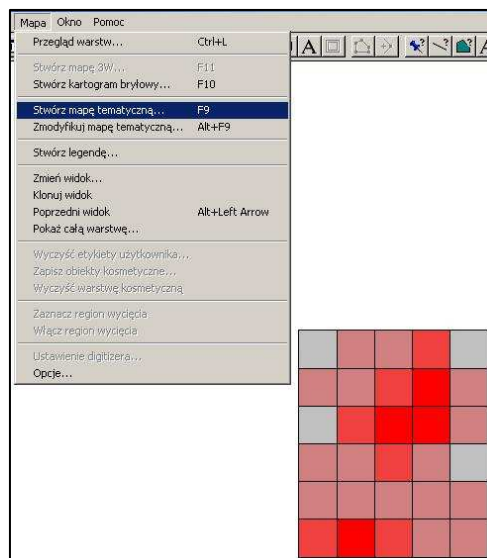 Mapa Okno Pomoc
Przegląd warstw... Ctrl+L
Stwórz mapę 3W... F11
Stwórz kartogram bryłowy... F10
Stwórz mapę tematyczną... F9
Zmodyfikuj mapę tematyczną... Alt+F9
Stwórz legendę...
Zmień widok...
Klonuj widok
Poprzedni widok Alt+Left Arrow
Pokaż całą warstwę...
Wyczyść etykiety użytkownika...
Zapisz obiekty kosmetyczne...
Wyczyść warstwę kosmetyczną
Zaznacz region wycięcia
Włącz region wycięcia
Ustawienie digitizera...
Opcje...
A